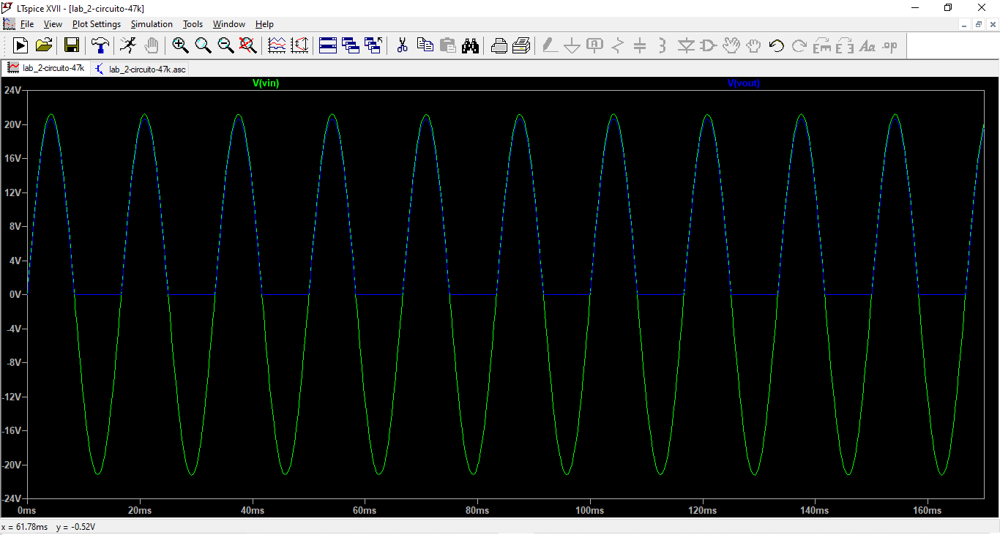 LTspice XVII - [lab_2-circuito-47k]
File View Plot Settings Simulation Tools Window Help
lab_2-circuito-47k lab_2-circuito-47k.asc
V(vin) V(vout)
24V
20V
16V
12V
8V
4V
0V
-4V
-8V
-12V
-16V
-20V
-24V
0ms 20ms 40ms 60ms 80ms 100ms 120ms 140ms 160ms
x = 61.78ms y = -0.52V